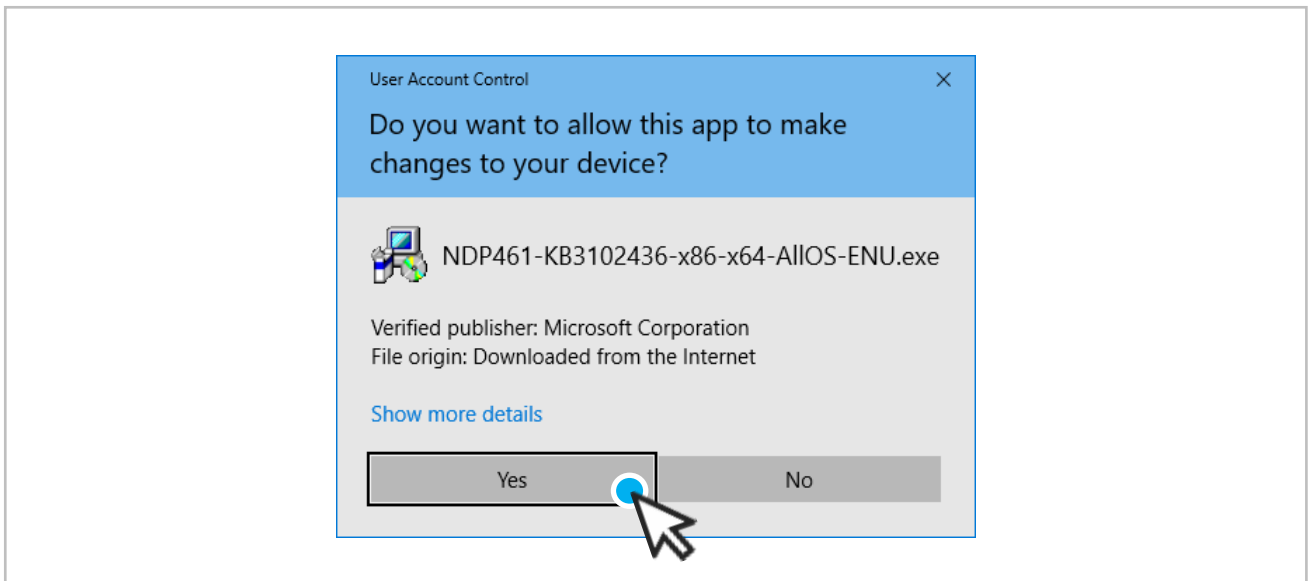 User Account Control
Do you want to allow this app to make
changes to your device?
NDP461-KB3102436-x86-x64-AllOS-ENU.exe
Verified publisher: Microsoft Corporation
File origin: Downloaded from the Internet
Show more details
Yes
No